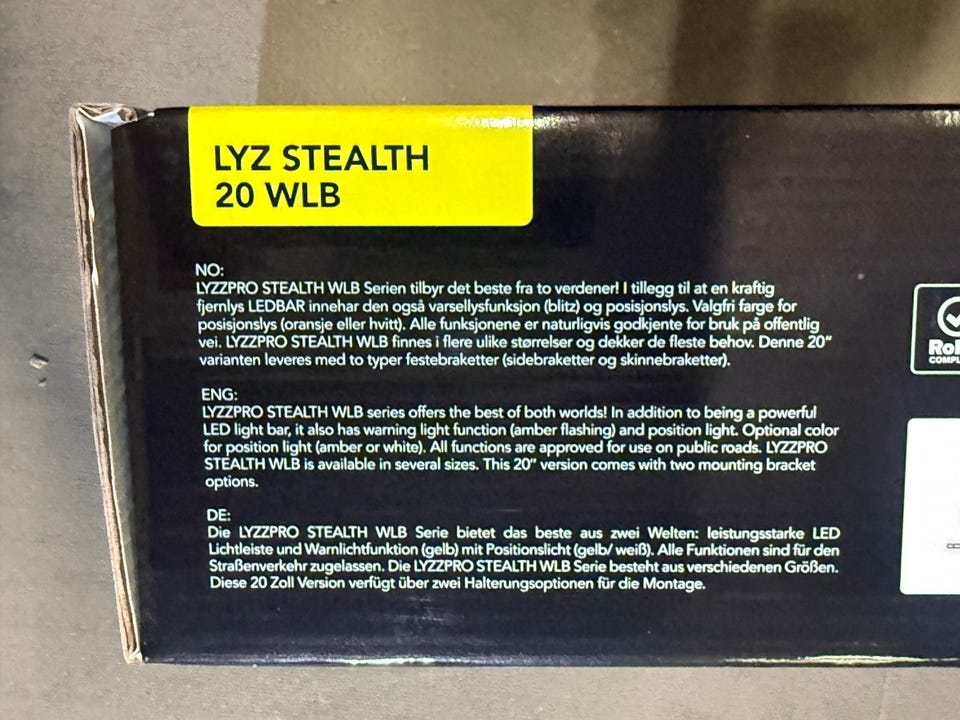 LYZ STEALTH
20 WLB
NO:
LYZZPRO STEALTH WLB Serien tilbyr det beste fra to verdener! I tillegg til at en kraftig
fjernlys LEDBAR innehar den også varsellysfunksjon (blitz) og posisjonslys. Valgfri farge for
posisjonslys (oransje eller hvitt). Alle funksjonene er naturligvis godkjente for bruk på offentlig
vei. LYZZPRO STEALTH WLB finnes i flere ulike størrelser og dekker de fleste behov. Denne 20"
varianten leveres med to typer festebraketter (sidebraketter og skinnebraketter).
ENG:
LYZZPRO STEALTH WLB series offers the best of both worlds! In addition to being a powerful
LED light bar, it also has warning light function (amber flashing) and position light. Optional color
for position light (amber or white). All functions are approved for use on public roads. LYZZPRO
STEALTH WLB is available in several sizes. This 20" version comes with two mounting bracket
options.
DE:
Die LYZZPRO STEALTH WLB Serie bietet das beste aus zwei Welten: leistungsstarke LED
Lichtleiste und Warnlichtfunktion (gelb) mit Positionslicht (gelb/ weiß). Alle Funktionen sind für den
Straßenverkehr zugelassen. Die LYZZPRO STEALTH WLB Serie besteht aus verschiedenen Größen.
Diese 20 Zoll Version verfügt über zwei Halterungsoptionen für die Montage.